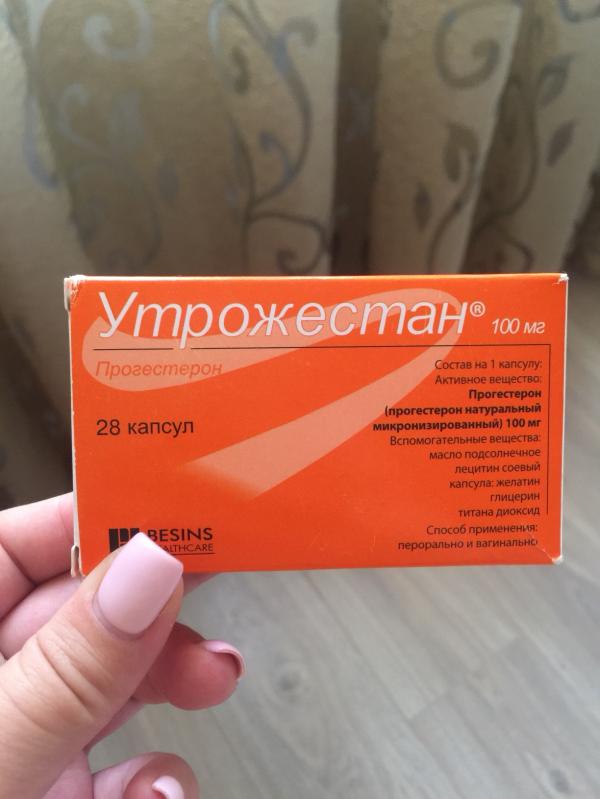 Утрожестан® 100 мг
Прогестерон
28 капсул
Состав на 1 капсулу:
Активное вещество:
Прогестерон
(прогестерон натуральный
микронизированный) 100 мг
Вспомогательные вещества:
масло подсолнечное
лецитин соевый
капсула: желатин
глицерин
титана диоксид
Способ применения:
перорально и вагинально
BESINS
HEALTHCARE